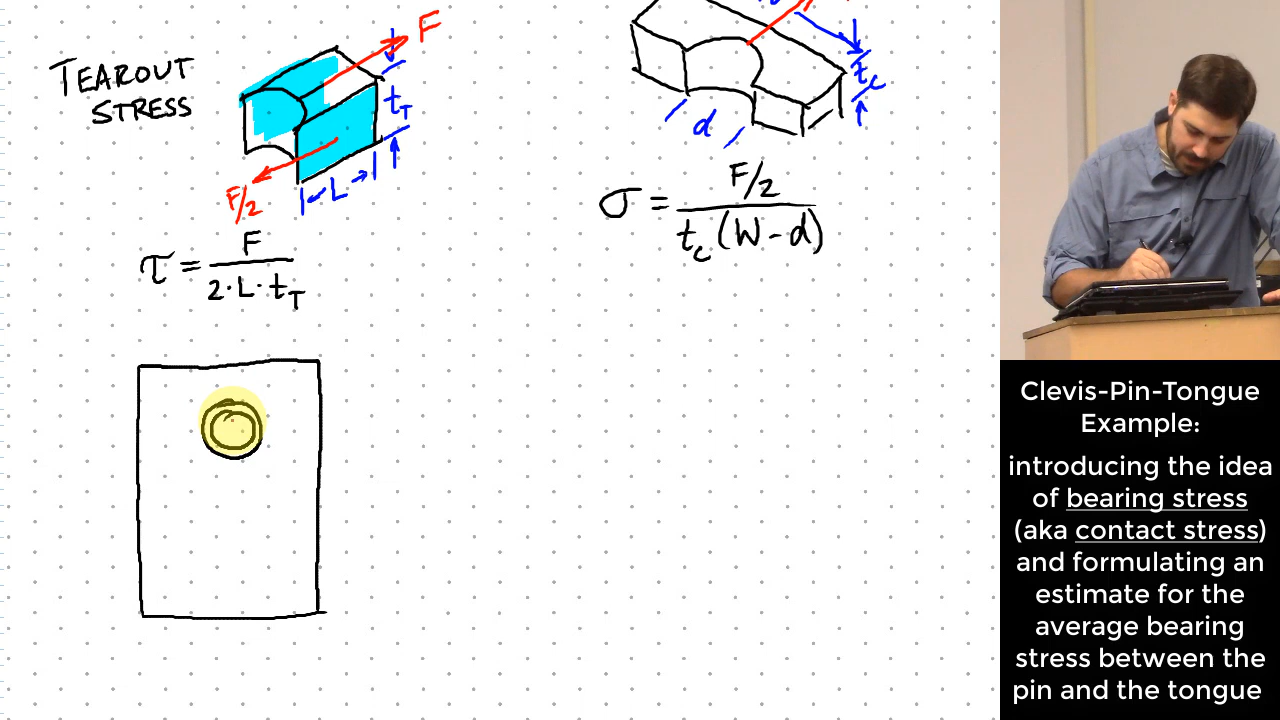 TEAROUT
STRESS
F
t_T
L
F/2
τ = F / (2·L·t_T)
t_c
d
σ = (F/2) / (t_c (W-d))
Clevis-Pin-Tongue
Example:
introducing the idea
of bearing stress
(aka contact stress)
and formulating an
estimate for the
average bearing
stress between the
pin and the tongue